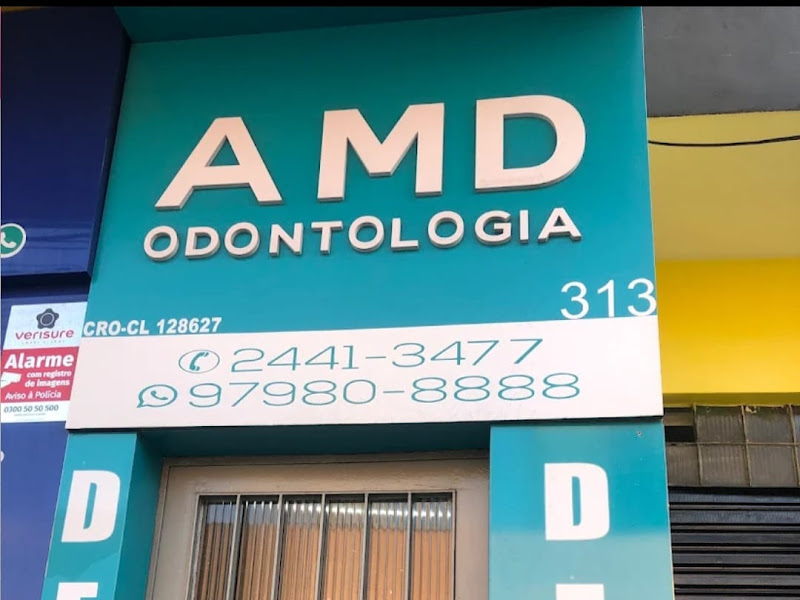 AMD
ODONTOLOGIA
313
CRO-CL 128627
2441-3477
97980-8888
verisure
Alarme
com registro
de imagens
Aviso à Polícia
0300 50 50 500
D
D